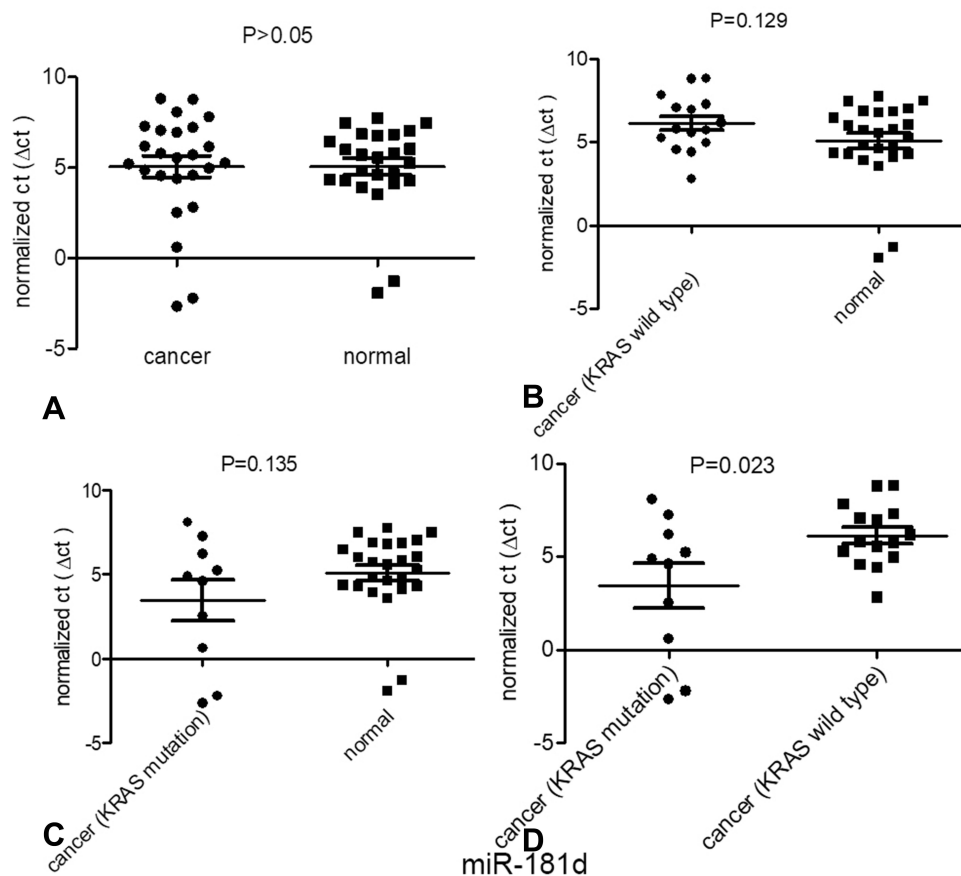 P>0.05
normalized ct (Δct )
10
5
0
-5
cancer
normal
A
P=0.129
normalized ct (Δct )
10
5
0
-5
cancer (KRAS wild type)
normal
B
P=0.135
normalized ct (Δct )
10
5
0
-5
cancer (KRAS mutation)
normal
C
P=0.023
normalized ct (Δct )
10
5
0
-5
cancer (KRAS mutation)
cancer (KRAS wild type)
D
miR-181d